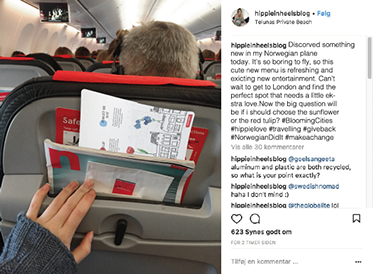 hippieinheelsblog • Følg
Telunas Private Beach
hippieinheelsblog Discorved something
new in my Norwegian plane
today. It's so boring to fly, so this
cute new menu is refreshing and
exicting new entertainment. Can't
wait to get to London and find the
perfect spot that needs a little ek-
stra love.Now the big question will
be if i should choose the sunflower
or the red tulip? #BloomingCities
#hippielove #travelling #giveback
#NorwegianDidIt #makeachange
Vis alle 30 kommentarer
hippieinheelsblog @goelsangeeta
aluminum and plastic are both recycled,
so what is your point exactly?
hippieinheelsblog @swedishnomad
haha I don't mind :)
hippieinheelsblog @theglobellte lol
623 Synes godt om
FOR 2 TIMER SIDEN
Tilføj en kommentar ...
Safe